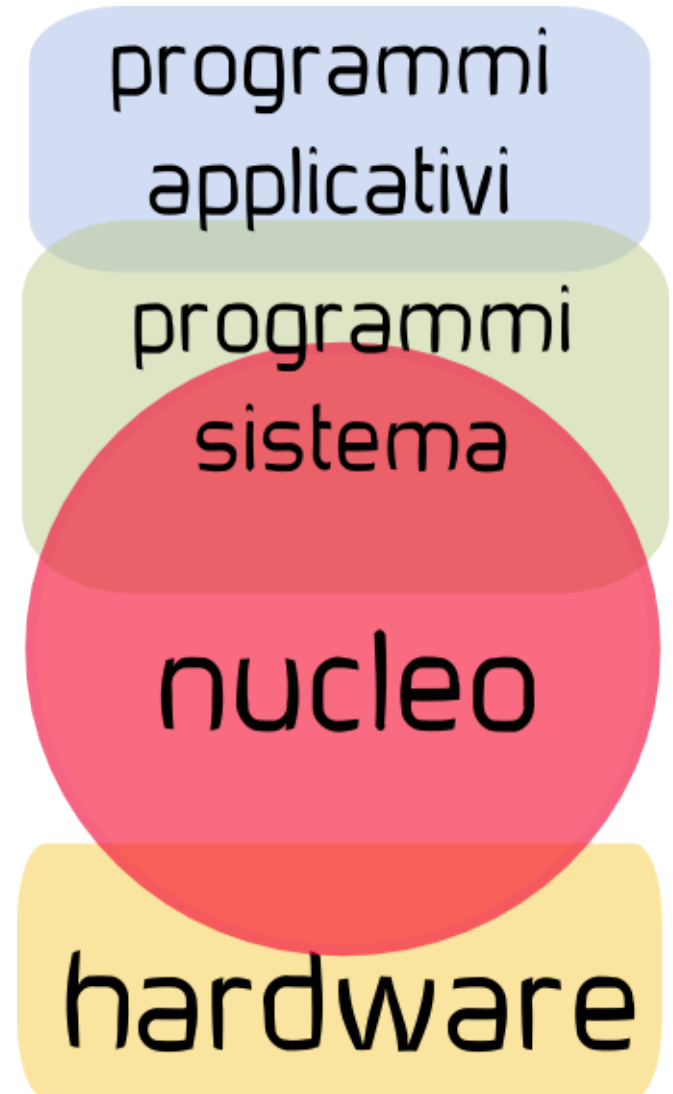 programmi
applicativi
programmi
sistema
nucleo
hardware